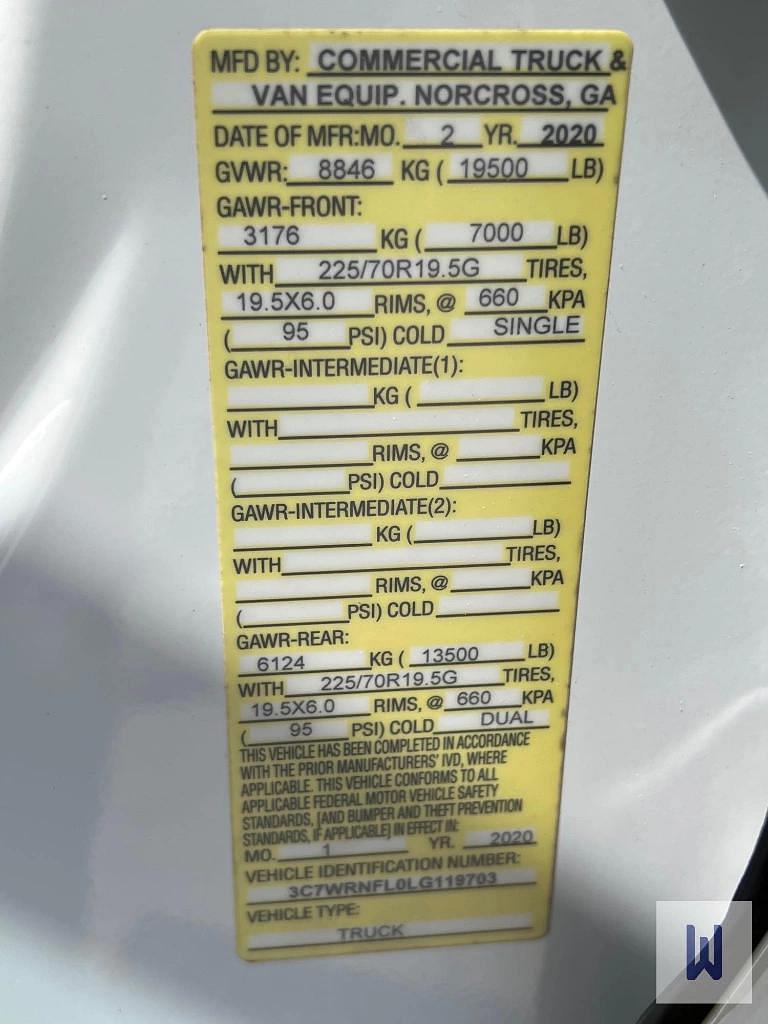 MFD BY: COMMERCIAL TRUCK &
VAN EQUIP. NORCROSS, GA
DATE OF MFR:MO. 2 YR. 2020
GVWR: 8846 KG ( 19500 LB)
GAWR-FRONT:
3176 KG ( 7000 LB)
WITH 225/70R19.5G TIRES,
19.5X6.0 RIMS, @ 660 KPA
( 95 PSI) COLD SINGLE
GAWR-INTERMEDIATE(1):
KG ( LB)
WITH TIRES,
RIMS, @ KPA
( PSI) COLD
GAWR-INTERMEDIATE(2):
KG ( LB)
WITH TIRES,
RIMS, @ KPA
( PSI) COLD
GAWR-REAR:
6124 KG ( 13500 LB)
WITH 225/70R19.5G TIRES,
19.5X6.0 RIMS, @ 660 KPA
( 95 PSI) COLD DUAL
THIS VEHICLE HAS BEEN COMPLETED IN ACCORDANCE
WITH THE PRIOR MANUFACTURERS' IVD, WHERE
APPLICABLE. THIS VEHICLE CONFORMS TO ALL
APPLICABLE FEDERAL MOTOR VEHICLE SAFETY
STANDARDS, [AND BUMPER AND THEFT PREVENTION
STANDARDS, IF APPLICABLE] IN EFFECT IN:
MO. 1 YR. 2020
VEHICLE IDENTIFICATION NUMBER:
3C7WRNFL0LG119703
VEHICLE TYPE:
TRUCK
W